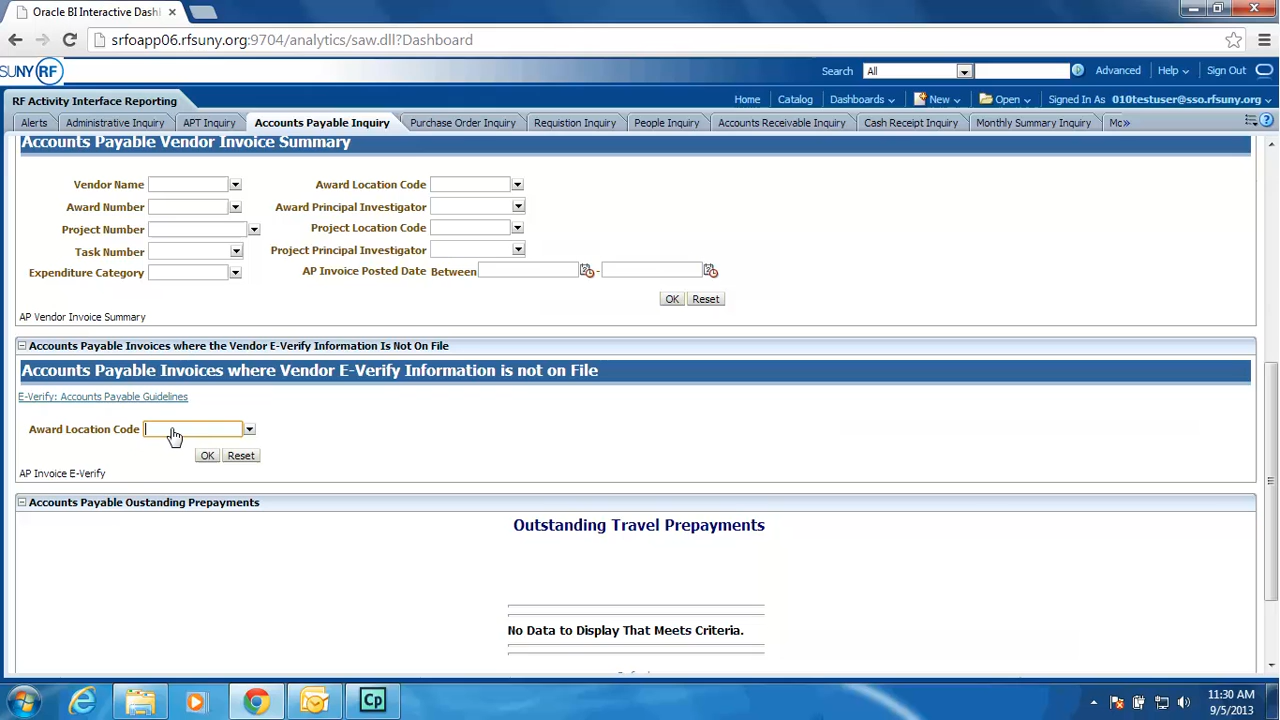 Oracle BI Interactive Dash
srfoapp06.rfsuny.org:9704/analytics/saw.dll?Dashboard
SUNY RF
Search All Advanced Help Sign Out
RF Activity Interface Reporting
Home Catalog Dashboards New Open Signed In As 010testuser@sso.rfsuny.org
Alerts Administrative Inquiry APT Inquiry Accounts Payable Inquiry Purchase Order Inquiry Requistion Inquiry People Inquiry Accounts Receivable Inquiry Cash Receipt Inquiry Monthly Summary Inquiry Mc»
Accounts Payable Vendor Invoice Summary
Vendor Name Award Location Code
Award Number Award Principal Investigator
Project Number Project Location Code
Task Number Project Principal Investigator
Expenditure Category AP Invoice Posted Date Between -
OK Reset
AP Vendor Invoice Summary
Accounts Payable Invoices where the Vendor E-Verify Information Is Not On File
Accounts Payable Invoices where Vendor E-Verify Information is not on File
E-Verify: Accounts Payable Guidelines
Award Location Code
OK Reset
AP Invoice E-Verify
Accounts Payable Oustanding Prepayments
Outstanding Travel Prepayments
No Data to Display That Meets Criteria.
Cp
11:30 AM
9/5/2013